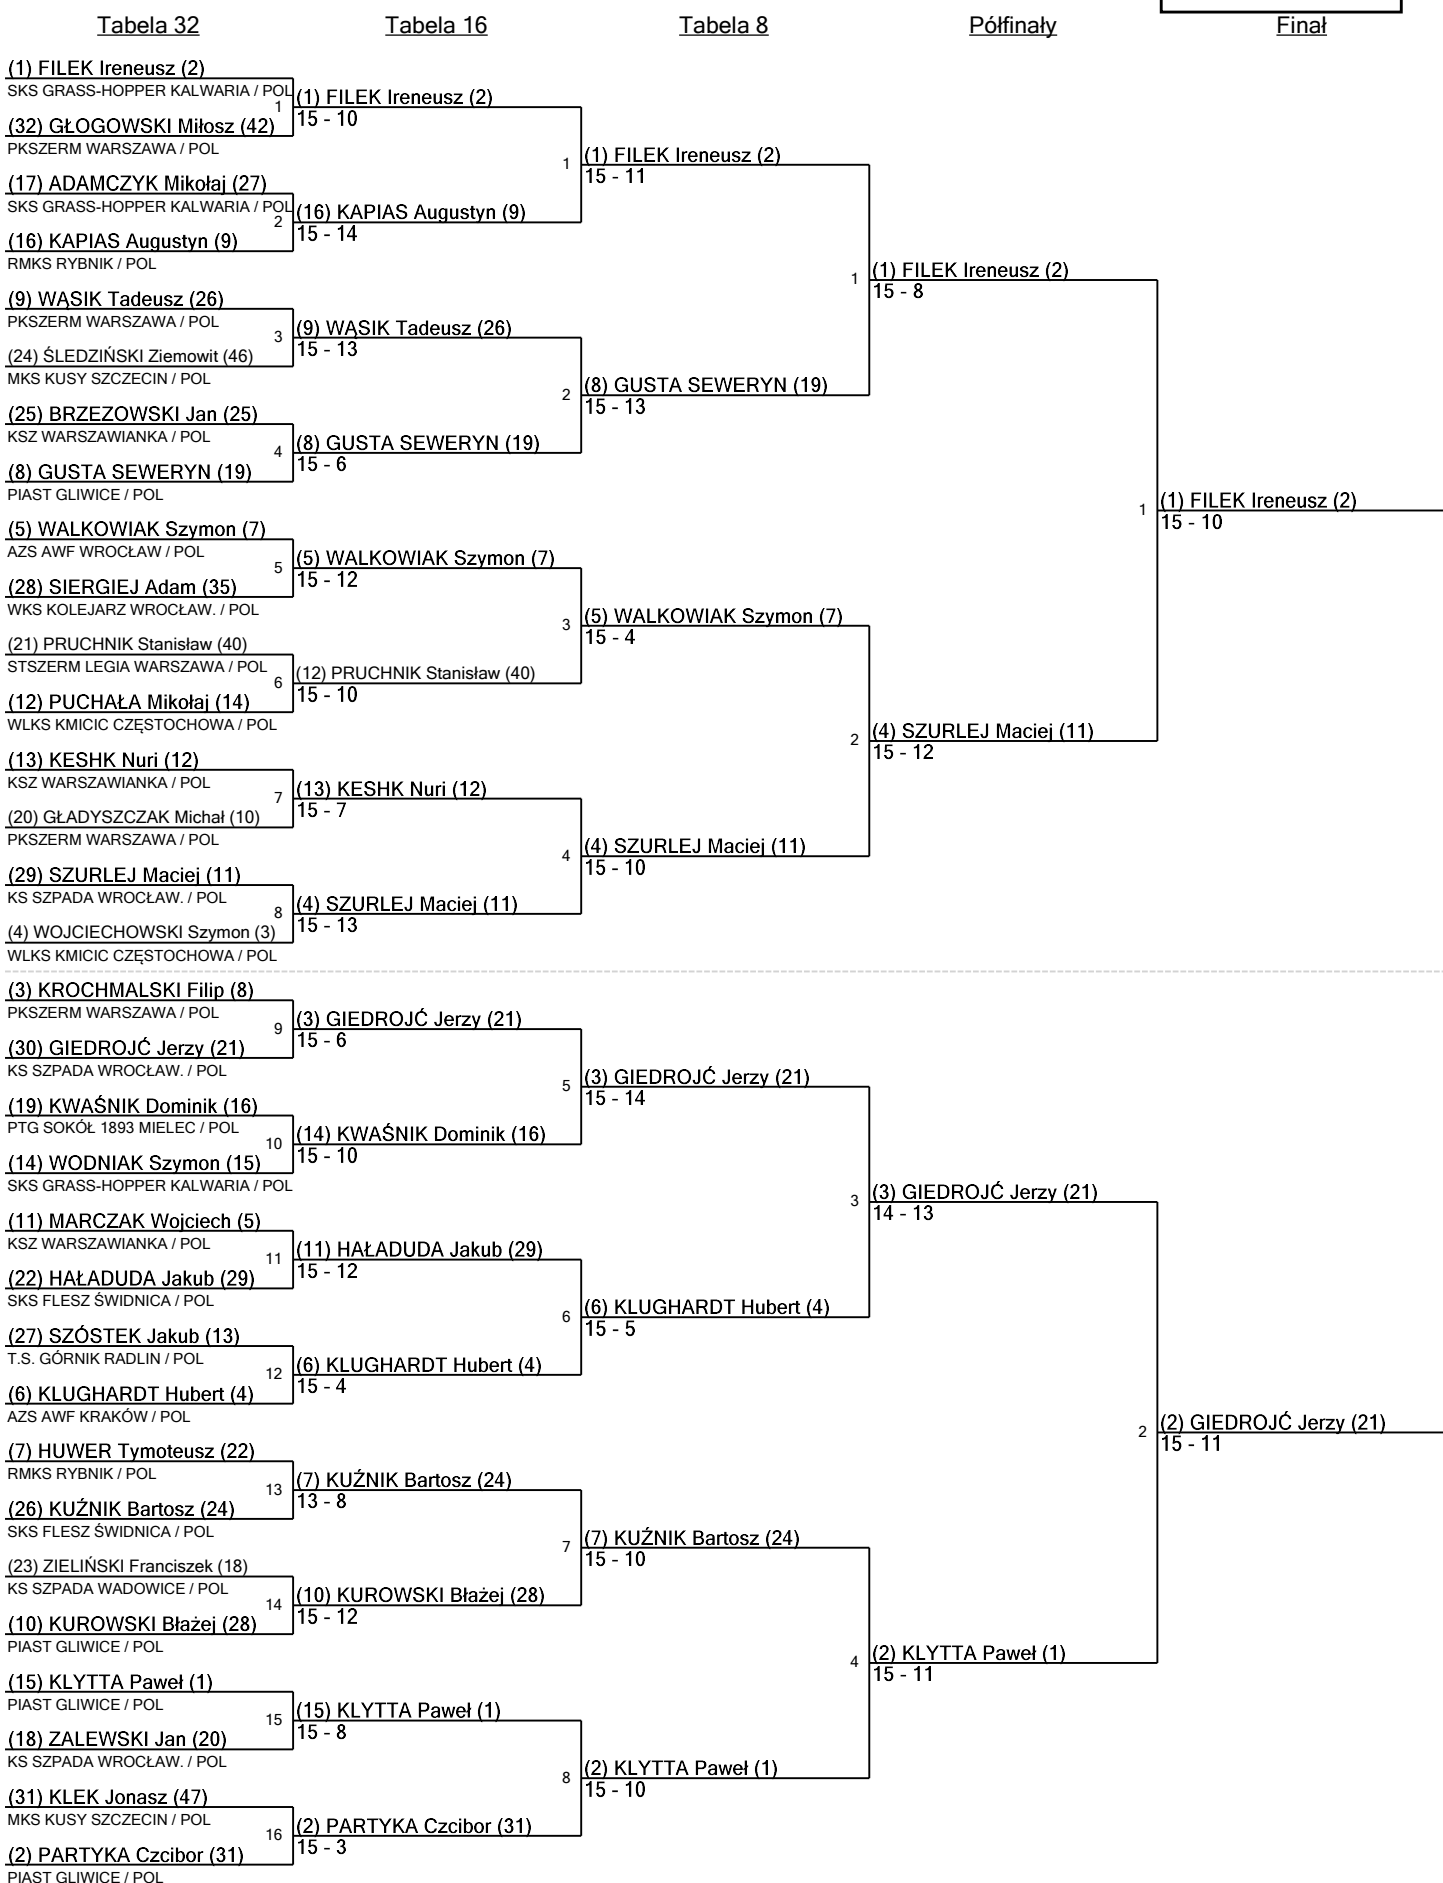 Tabela 32
Tabela 16
Tabela 8
Półfinały
Finał
(1) FILEK Ireneusz (2)
SKS GRASS-HOPPER KALWARIA / POL
1
(32) GŁOGOWSKI Miłosz (42)
PKSZERM WARSZAWA / POL
(17) ADAMCZYK Mikołaj (27)
SKS GRASS-HOPPER KALWARIA / POL
2
(16) KAPIAS Augustyn (9)
RMKS RYBNIK / POL
(9) WĄSIK Tadeusz (26)
PKSZERM WARSZAWA / POL
3
(24) ŚLEDZIŃSKI Ziemowit (46)
MKS KUSY SZCZECIN / POL
(25) BRZEZOWSKI Jan (25)
KSZ WARSZAWIANKA / POL
4
(8) GUSTA SEWERYN (19)
PIAST GLIWICE / POL
(5) WALKOWIAK Szymon (7)
AZS AWF WROCŁAW / POL
5
(28) SIERGIEJ Adam (35)
WKS KOLEJARZ WROCŁAW. / POL
(21) PRUCHNIK Stanisław (40)
STSZERM LEGIA WARSZAWA / POL
6
(12) PUCHAŁA Mikołaj (14)
WLKS KMICIC CZĘSTOCHOWA / POL
(13) KESHK Nuri (12)
KSZ WARSZAWIANKA / POL
7
(20) GŁADYSZCZAK Michał (10)
PKSZERM WARSZAWA / POL
(29) SZURLEJ Maciej (11)
KS SZPADA WROCŁAW. / POL
8
(4) WOJCIECHOWSKI Szymon (3)
WLKS KMICIC CZĘSTOCHOWA / POL
(3) KROCHMALSKI Filip (8)
PKSZERM WARSZAWA / POL
9
(30) GIEDROJĆ Jerzy (21)
KS SZPADA WROCŁAW. / POL
(19) KWAŚNIK Dominik (16)
PTG SOKÓŁ 1893 MIELEC / POL
10
(14) WODNIAK Szymon (15)
SKS GRASS-HOPPER KALWARIA / POL
(11) MARCZAK Wojciech (5)
KSZ WARSZAWIANKA / POL
11
(22) HAŁADUDA Jakub (29)
SKS FLESZ ŚWIDNICA / POL
(27) SZÓSTEK Jakub (13)
T.S. GÓRNIK RADLIN / POL
12
(6) KLUGHARDT Hubert (4)
AZS AWF KRAKÓW / POL
(7) HUWER Tymoteusz (22)
RMKS RYBNIK / POL
13
(26) KUŹNIK Bartosz (24)
SKS FLESZ ŚWIDNICA / POL
(23) ZIELIŃSKI Franciszek (18)
KS SZPADA WADOWICE / POL
14
(10) KUROWSKI Błażej (28)
PIAST GLIWICE / POL
(15) KLYTTA Paweł (1)
PIAST GLIWICE / POL
15
(18) ZALEWSKI Jan (20)
KS SZPADA WROCŁAW. / POL
(31) KLEK Jonasz (47)
MKS KUSY SZCZECIN / POL
16
(2) PARTYKA Czcibor (31)
PIAST GLIWICE / POL
(1) FILEK Ireneusz (2)
15 - 10
1
(16) KAPIAS Augustyn (9)
15 - 14
(9) WĄSIK Tadeusz (26)
15 - 13
2
(8) GUSTA SEWERYN (19)
15 - 6
(5) WALKOWIAK Szymon (7)
15 - 12
3
(12) PRUCHNIK Stanisław (40)
15 - 10
(13) KESHK Nuri (12)
15 - 7
4
(4) SZURLEJ Maciej (11)
15 - 13
(3) GIEDROJĆ Jerzy (21)
15 - 6
5
(14) KWAŚNIK Dominik (16)
15 - 10
(11) HAŁADUDA Jakub (29)
15 - 12
6
(6) KLUGHARDT Hubert (4)
15 - 4
(7) KUŹNIK Bartosz (24)
13 - 8
7
(10) KUROWSKI Błażej (28)
15 - 12
(15) KLYTTA Paweł (1)
15 - 8
8
(2) PARTYKA Czcibor (31)
15 - 3
(1) FILEK Ireneusz (2)
15 - 11
1
(8) GUSTA SEWERYN (19)
15 - 13
(5) WALKOWIAK Szymon (7)
15 - 4
2
(4) SZURLEJ Maciej (11)
15 - 10
(3) GIEDROJĆ Jerzy (21)
15 - 14
3
(6) KLUGHARDT Hubert (4)
15 - 5
(7) KUŹNIK Bartosz (24)
15 - 10
4
(2) KLYTTA Paweł (1)
15 - 10
(1) FILEK Ireneusz (2)
15 - 8
1
(4) SZURLEJ Maciej (11)
15 - 12
(3) GIEDROJĆ Jerzy (21)
14 - 13
2
(2) KLYTTA Paweł (1)
15 - 11
(1) FILEK Ireneusz (2)
15 - 10
(2) GIEDROJĆ Jerzy (21)
15 - 11